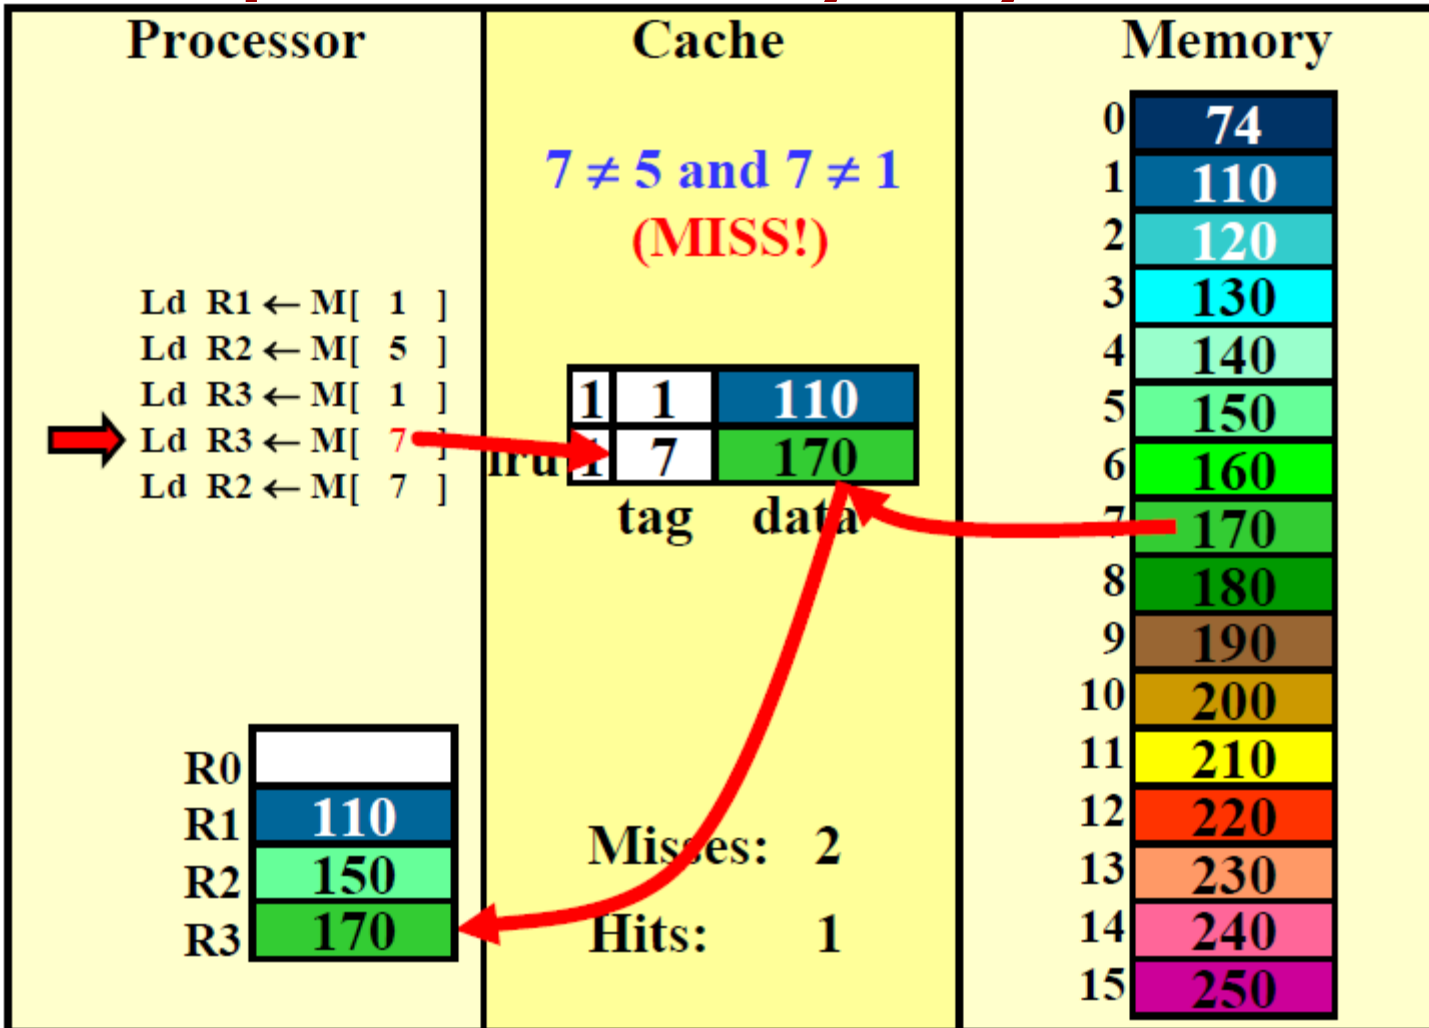 Processor
Ld R1 ← M[ 1 ]
Ld R2 ← M[ 5 ]
Ld R3 ← M[ 1 ]
Ld R3 ← M[ 7 ]
Ld R2 ← M[ 7 ]
R0
R1 110
R2 150
R3 170
Cache
7 ≠ 5 and 7 ≠ 1
(MISS!)
1 1 110
lru 1 7 170
tag data
Misses: 2
Hits: 1
Memory
0 74
1 110
2 120
3 130
4 140
5 150
6 160
7 170
8 180
9 190
10 200
11 210
12 220
13 230
14 240
15 250